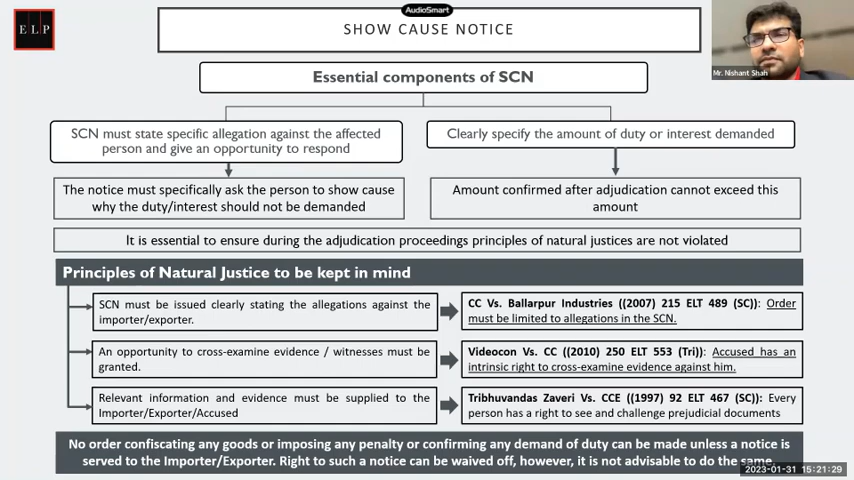 AudioSmart
ELP
SHOW CAUSE NOTICE
Mr. Nishant Shah
Essential components of SCN
SCN must state specific allegation against the affected
person and give an opportunity to respond
Clearly specify the amount of duty or interest demanded
The notice must specifically ask the person to show cause
why the duty/interest should not be demanded
Amount confirmed after adjudication cannot exceed this
amount
It is essential to ensure during the adjudication proceedings principles of natural justices are not violated
Principles of Natural Justice to be kept in mind
SCN must be issued clearly stating the allegations against the
importer/exporter.
CC Vs. Ballarpur Industries ((2007) 215 ELT 489 (SC)): Order
must be limited to allegations in the SCN.
An opportunity to cross-examine evidence / witnesses must be
granted.
Videocon Vs. CC ((2010) 250 ELT 553 (Tri)): Accused has an
intrinsic right to cross-examine evidence against him.
Relevant information and evidence must be supplied to the
Importer/Exporter/Accused
Tribhuvandas Zaveri Vs. CCE ((1997) 92 ELT 467 (SC): Every
person has a right to see and challenge prejudicial documents
No order confiscating any goods or imposing any penalty or confirming any demand of duty can be made unless a notice is
served to the Importer/Exporter. Right to such a notice can be waived off, however, it is not advisable to do the same
2023-01-31 15:21:29